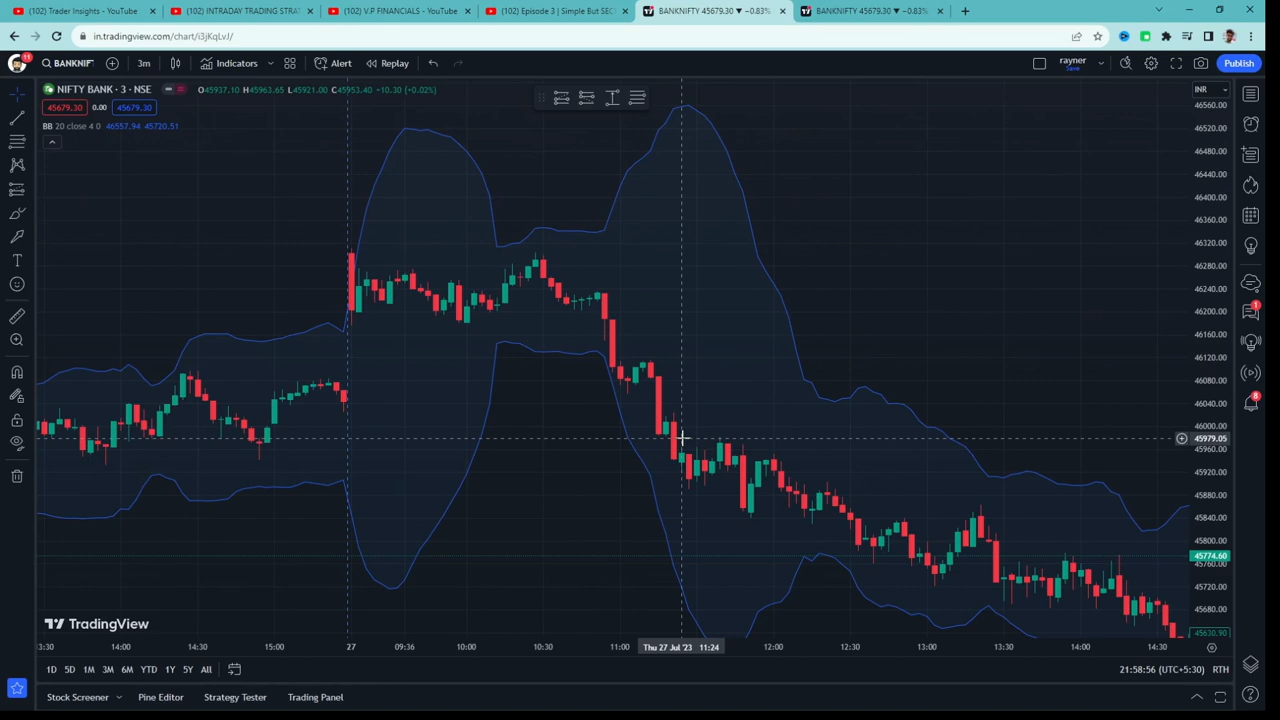 (102) Trader Insights - YouTube
(102) INTRADAY TRADING STRA
(102) V.P FINANCIALS - YouTube
(102) Episode 3 | Simple But SEC
BANKNIFTY 45679.30 ▼ −0.83%
BANKNIFTY 45679.30 ▼ −0.83%
in.tradingview.com/chart/i3jKqLvJ/
11
BANKNIF
3m
Indicators
Alert
Replay
rayner
Save
Publish
NIFTY BANK · 3 · NSE
O45937.10 H45963.65 L45921.00 C45953.40 +10.30 (+0.02%)
45679.30 0.00 45679.30
BB 20 close 4 0 46557.94 45720.51
INR
46560.00
46520.00
46480.00
46440.00
46400.00
46360.00
46320.00
46280.00
46240.00
46200.00
46160.00
46120.00
46080.00
46040.00
46000.00
45979.05
45960.00
45920.00
45880.00
45840.00
45800.00
45774.60
45760.00
45720.00
45680.00
45630.90
1
8
TradingView
3:30 14:00 14:30 15:00 27 09:36 10:00 10:30 11:00 Thu 27 Jul '23 11:24 12:00 12:30 13:00 13:30 14:00 14:30
1D 5D 1M 3M 6M YTD 1Y 5Y All
21:58:56 (UTC+5:30) RTH
Stock Screener Pine Editor Strategy Tester Trading Panel